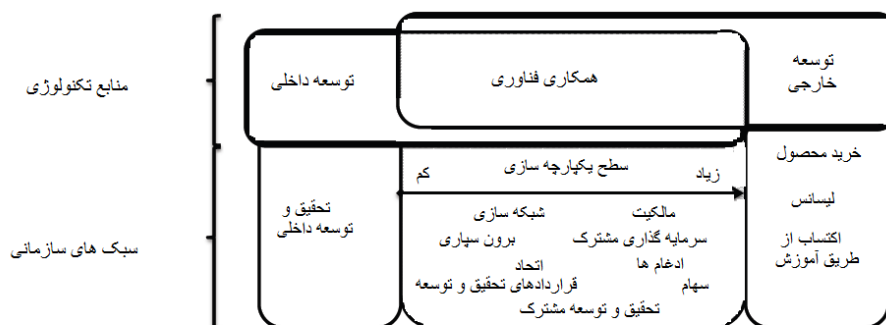 منابع تکنولوژی
توسعه داخلی
همکاری فناوری
توسعه
خارجی
سبک های سازمانی
تحقیق و
توسعه داخلی
سطح یکپارچه سازی
کم
زیاد
شبکه سازی
مالکیت
برون سپاری
سرمایه گذاری مشترک
اتحاد
ادغام ها
قراردادهای تحقیق و توسعه
سهام
تحقیق و توسعه مشترک
خرید محصول
لیسانس
اکتساب از
طریق آموزش